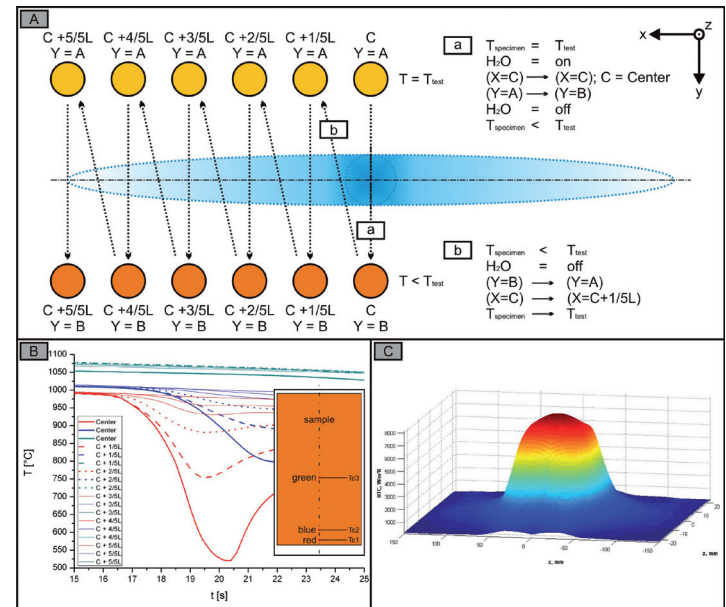 A
C +5/5L C +4/5L C +3/5L C +2/5L C +1/5L C
Y = A Y = A Y = A Y = A Y = A Y = A
T = Ttest
a
Tspecimen = Ttest
H2O = on
(X=C) → (X=C); C = Center
(Y=A) → (Y=B)
H2O = off
Tspecimen < Ttest
x z
y
b
a
T < Ttest
C +5/5L C +4/5L C +3/5L C +2/5L C +1/5L C
Y = B Y = B Y = B Y = B Y = B Y = B
b
Tspecimen < Ttest
H2O = off
(Y=B) → (Y=A)
(X=C) → (X=C+1/5L)
Tspecimen → Ttest
B
1100
1050
1000
950
900
850
800
750
700
650
600
550
500
T [°C]
Center
Center
Center
C + 1/5L
C + 1/5L
C + 1/5L
C + 2/5L
C + 2/5L
C + 2/5L
C + 3/5L
C + 3/5L
C + 3/5L
C + 4/5L
C + 4/5L
C + 4/5L
C + 5/5L
C + 5/5L
C + 5/5L
sample
green Tc3
blue Tc2
red Tc1
15 16 17 18 19 20 21 22 23 24 25
t [s]
C
8000
7000
6000
5000
4000
3000
2000
1000
150 100 50 0 -50 -100 -150
x, mm
20
10
0
-10
-20
z, mm